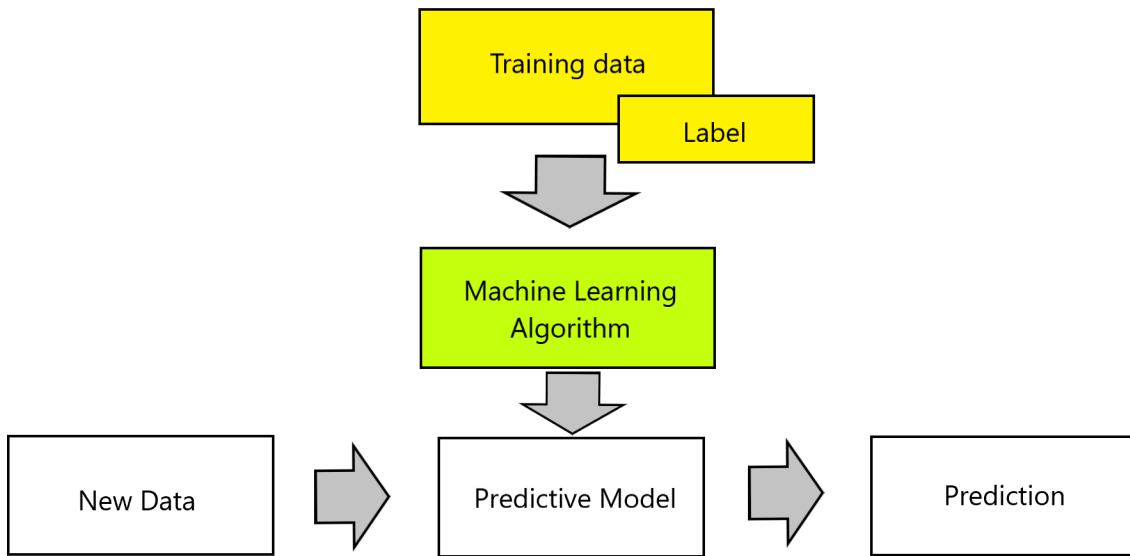 Training data
Label
Machine Learning
Algorithm
New Data
Predictive Model
Prediction